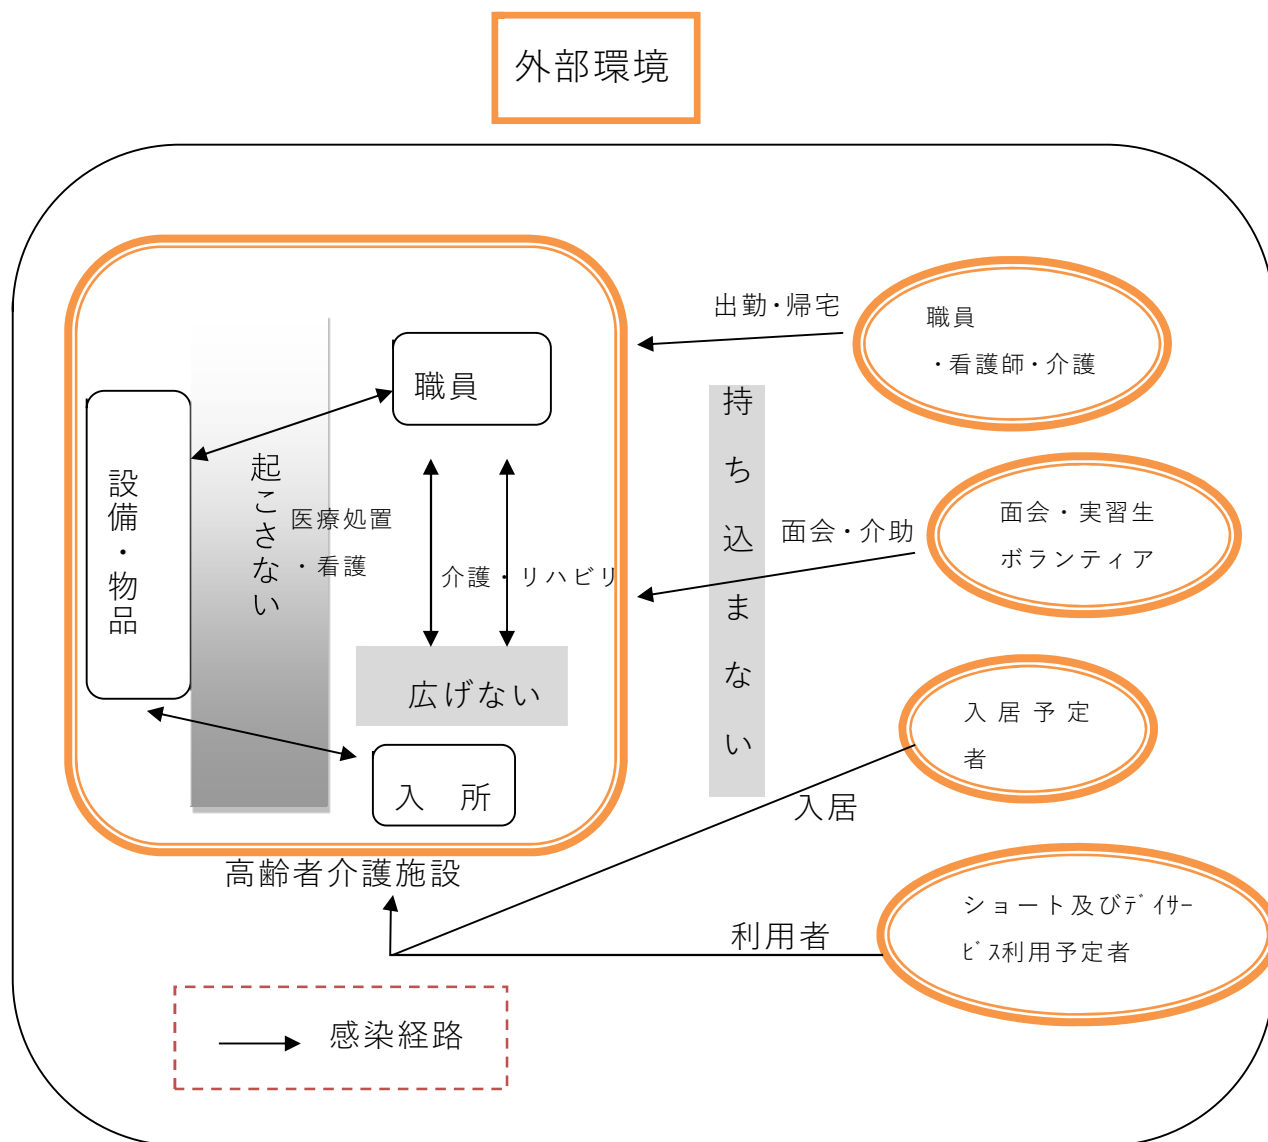 外部環境
出勤・帰宅
職員
・看護師・介護
職員
持ち込まない
設備・物品
起こさない
医療処置
・看護
介護・リハビリ
面会・介助
面会・実習生
ボランティア
広げない
入居予定
者
入　所
入居
高齢者介護施設
ショート及びﾃﾞｲｻｰ
ﾋﾞｽ利用予定者
利用者
感染経路